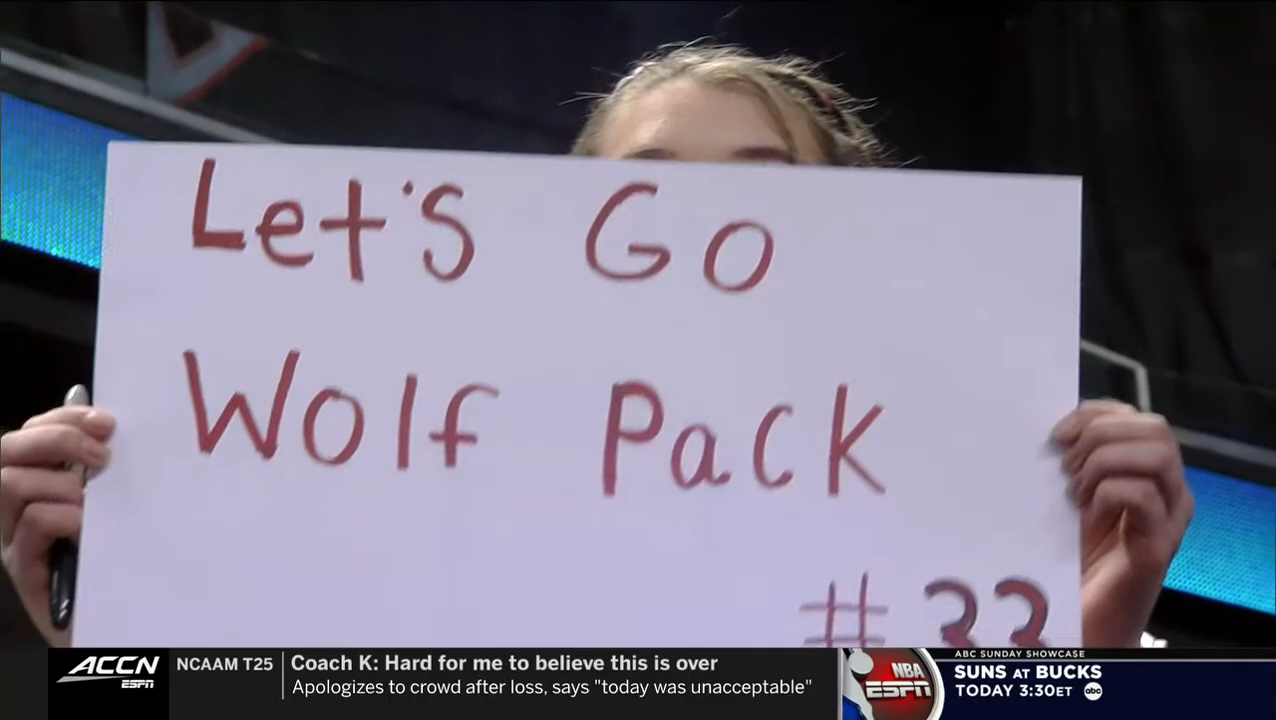 Let's Go
Wolf Pack
#33
ACCN
ESPN
NCAAM T25
Coach K: Hard for me to believe this is over
Apologizes to crowd after loss, says "today was unacceptable"
NBA
ESPN
ABC SUNDAY SHOWCASE
SUNS AT BUCKS
TODAY 3:30ET abc